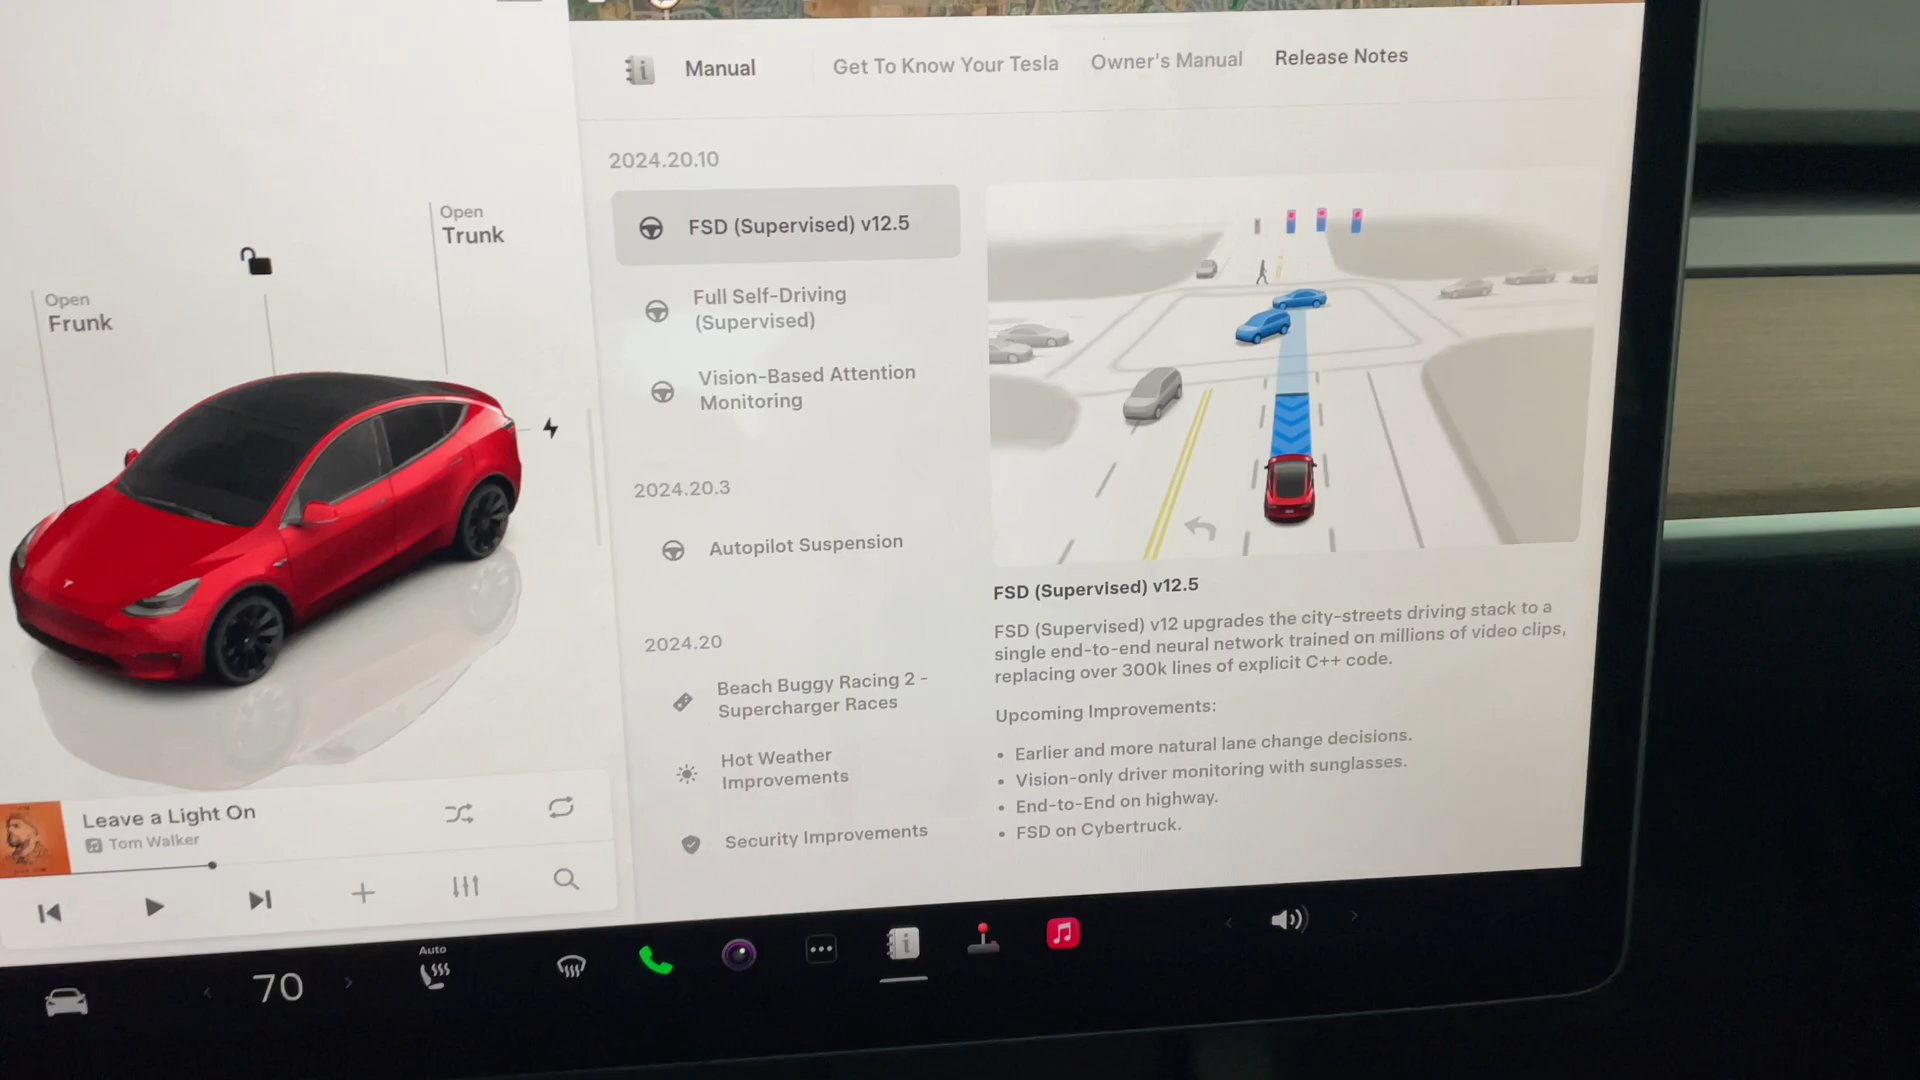 Manual
Get To Know Your Tesla
Owner's Manual
Release Notes
Open
Trunk
Open
Frunk
2024.20.10
FSD (Supervised) v12.5
Full Self-Driving
(Supervised)
Vision-Based Attention
Monitoring
2024.20.3
Autopilot Suspension
2024.20
Beach Buggy Racing 2 -
Supercharger Races
Hot Weather
Improvements
Security Improvements
FSD (Supervised) v12.5
FSD (Supervised) v12 upgrades the city-streets driving stack to a
single end-to-end neural network trained on millions of video clips,
replacing over 300k lines of explicit C++ code.
Upcoming Improvements:
• Earlier and more natural lane change decisions.
• Vision-only driver monitoring with sunglasses.
• End-to-End on highway.
• FSD on Cybertruck.
Leave a Light On
Tom Walker
70
Auto